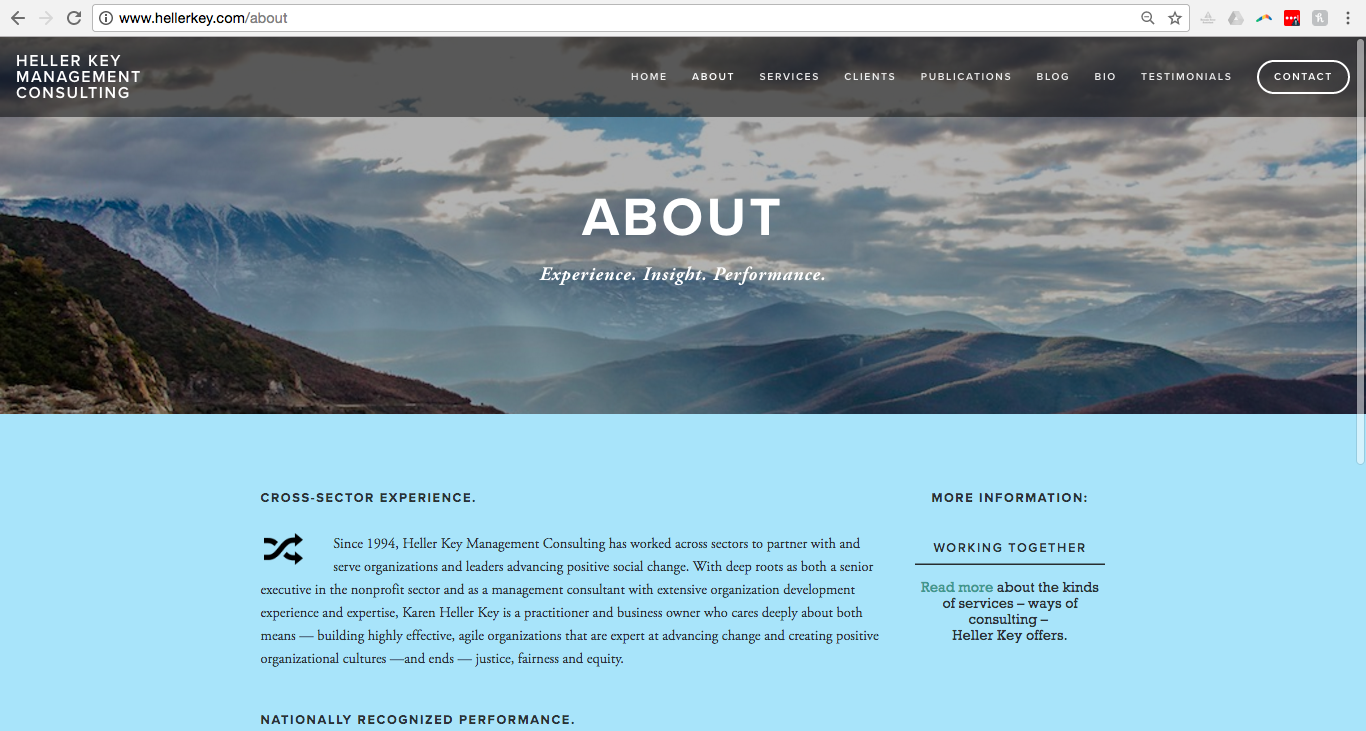 www.hellerkey.com/about
HELLER KEY
MANAGEMENT
CONSULTING
HOME ABOUT SERVICES CLIENTS PUBLICATIONS BLOG BIO TESTIMONIALS CONTACT
ABOUT
Experience. Insight. Performance.
CROSS-SECTOR EXPERIENCE.
Since 1994, Heller Key Management Consulting has worked across sectors to partner with and
serve organizations and leaders advancing positive social change. With deep roots as both a senior
executive in the nonprofit sector and as a management consultant with extensive organization development
experience and expertise, Karen Heller Key is a practitioner and business owner who cares deeply about both
means — building highly effective, agile organizations that are expert at advancing change and creating positive
organizational cultures —and ends — justice, fairness and equity.
NATIONALLY RECOGNIZED PERFORMANCE.
MORE INFORMATION:
WORKING TOGETHER
Read more about the kinds
of services – ways of
consulting –
Heller Key offers.